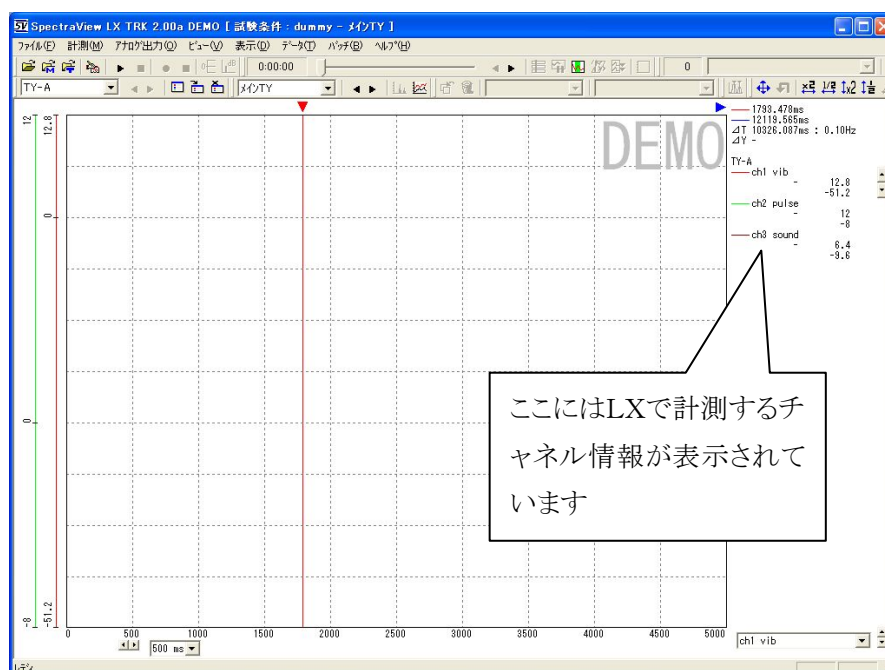 SpectraView LX TRK 2.00a DEMO [ 試験条件 : dummy - メインTY ]
ファイル(F) 計測(M) アナログ出力(O) ビュー(V) 表示(D) データ(T) バッチ(B) ヘルプ(H)
0:00:00 0
TY-A メインTY
12 12.8
DEMO
1793.478ms
12119.565ms
⊿T 10326.087ms : 0.10Hz
⊿Y -
TY-A
ch1 vib
- 12.8
-51.2
ch2 pulse
- 12
-8
ch3 sound
- 6.4
-9.6
0
ここにはLXで計測するチ
ャネル情報が表示されて
います
0
-8 -51.2
0 500 1000 1500 2000 2500 3000 3500 4000 4500 5000
500 ms
ch1 vib
レディ